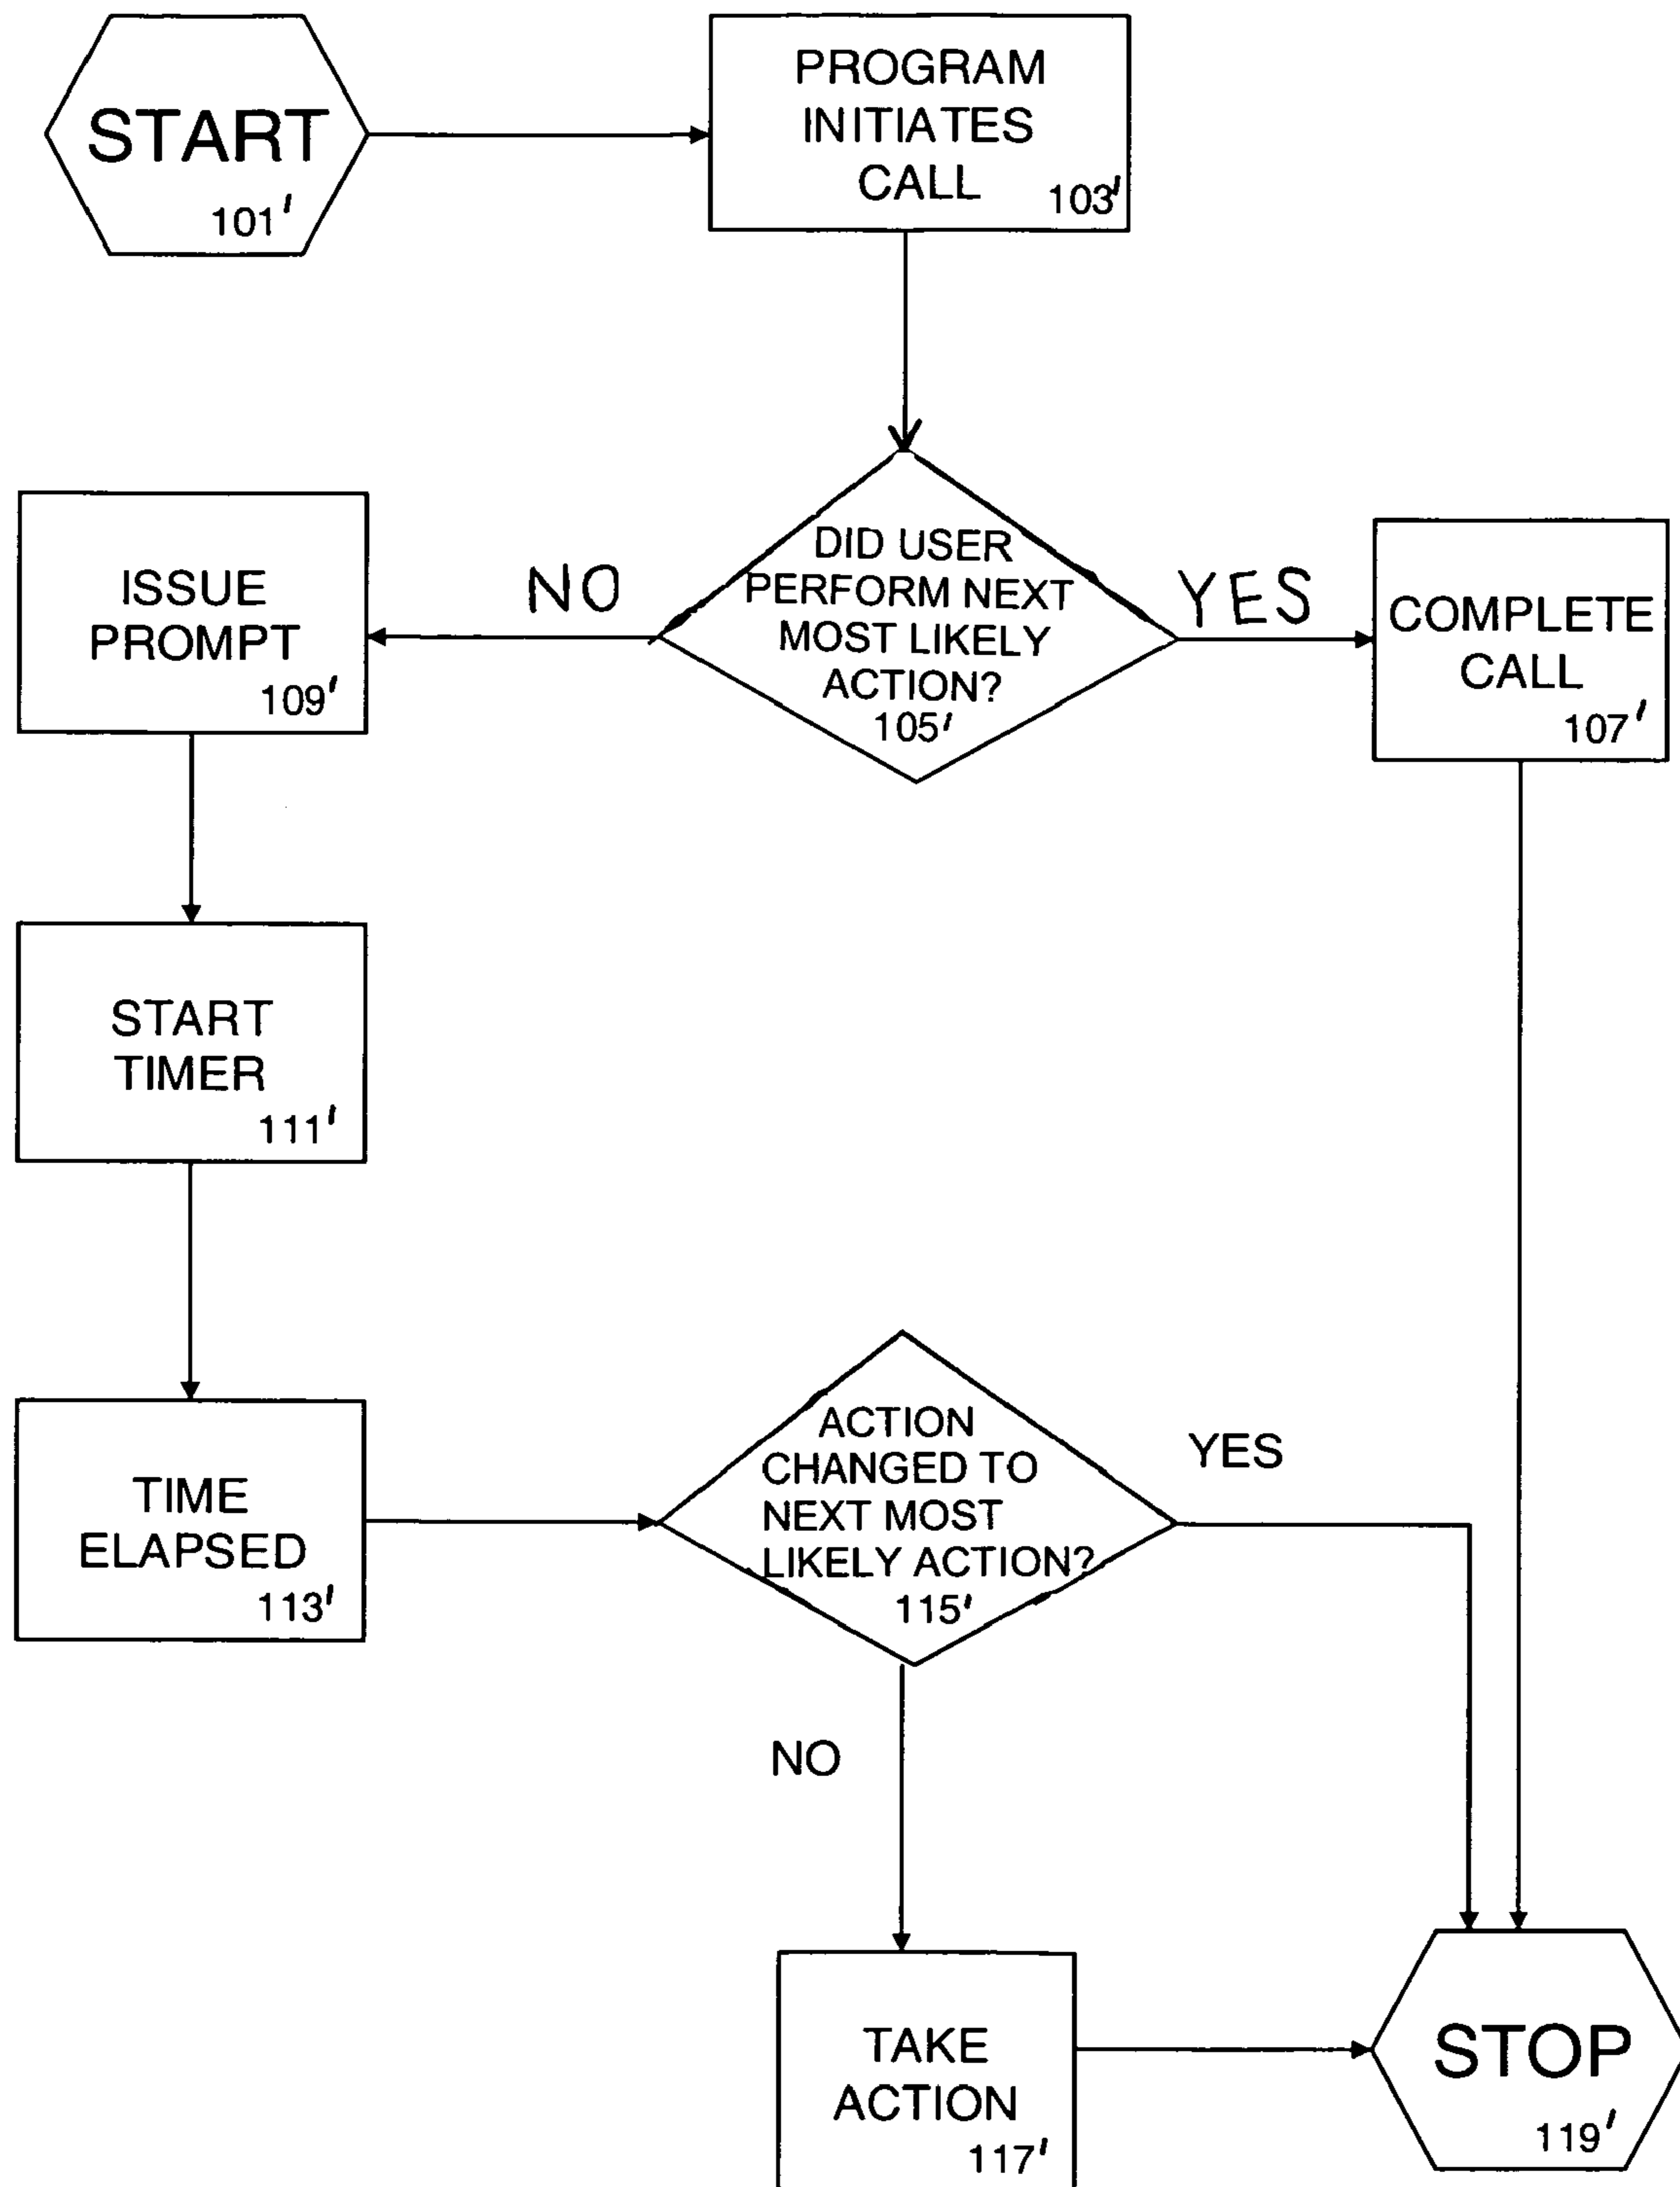 START
101'
PROGRAM
INITIATES
CALL
103'
DID USER
PERFORM NEXT
MOST LIKELY
ACTION?
105'
NO
YES
ISSUE
PROMPT
109'
COMPLETE
CALL
107'
START
TIMER
111'
TIME
ELAPSED
113'
ACTION
CHANGED TO
NEXT MOST
LIKELY ACTION?
115'
YES
NO
TAKE
ACTION
117'
STOP
119'